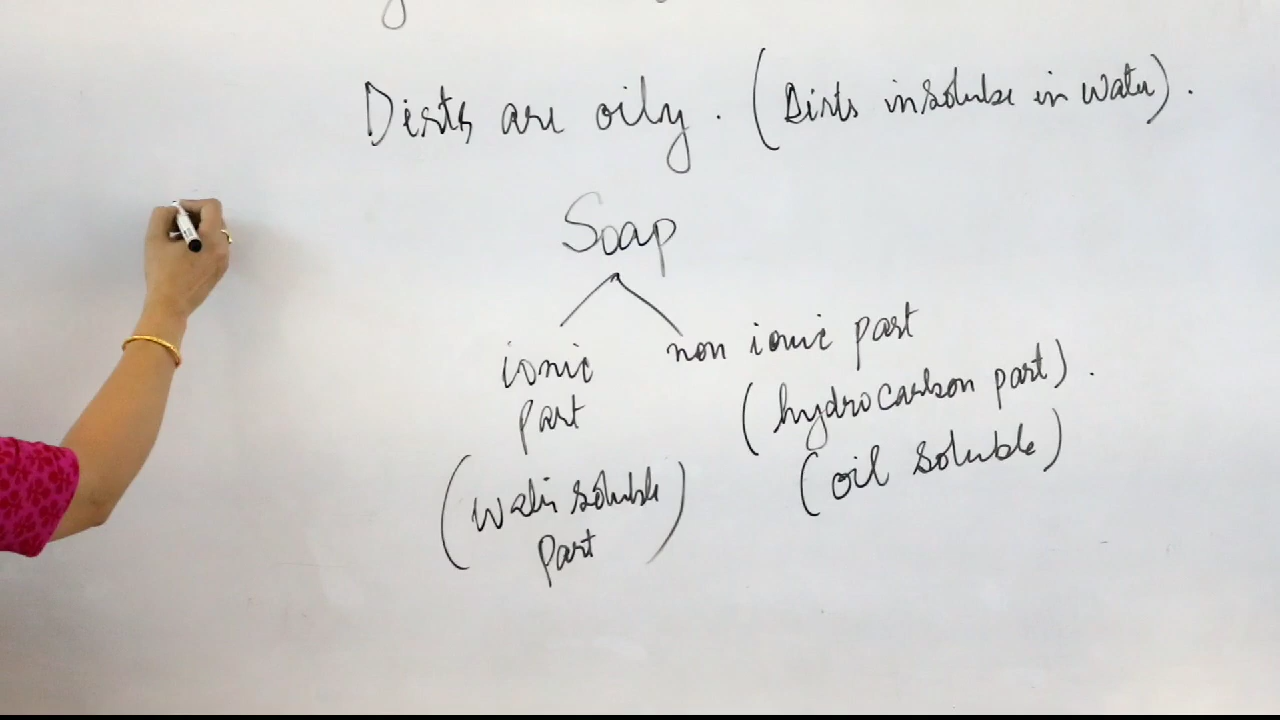 Dirts are oily. (Dirts insoluble in water).
Soap
ionic part
(Water soluble part)
non ionic part
(hydrocarbon part).
(oil soluble)